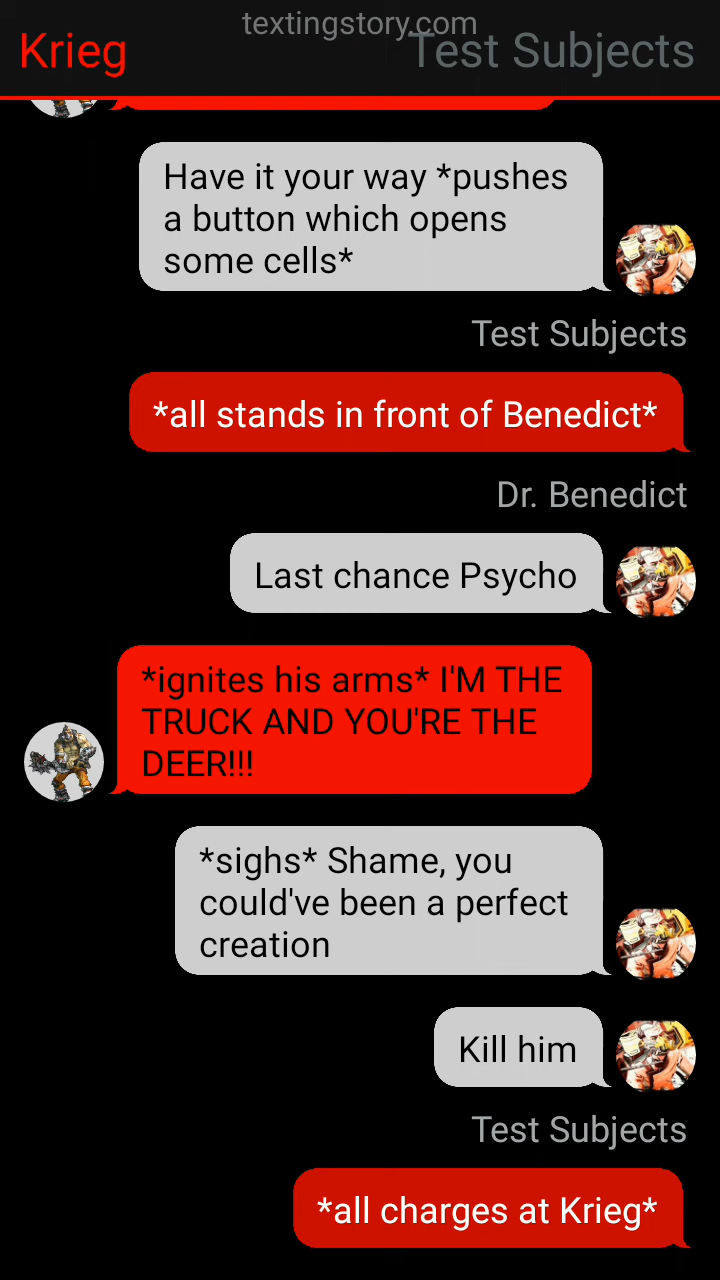 textingstory.com
Krieg
Test Subjects
Have it your way *pushes
a button which opens
some cells*
Test Subjects
*all stands in front of Benedict*
Dr. Benedict
Last chance Psycho
*ignites his arms* I'M THE
TRUCK AND YOU'RE THE
DEER!!!
*sighs* Shame, you
could've been a perfect
creation
Kill him
Test Subjects
*all charges at Krieg*